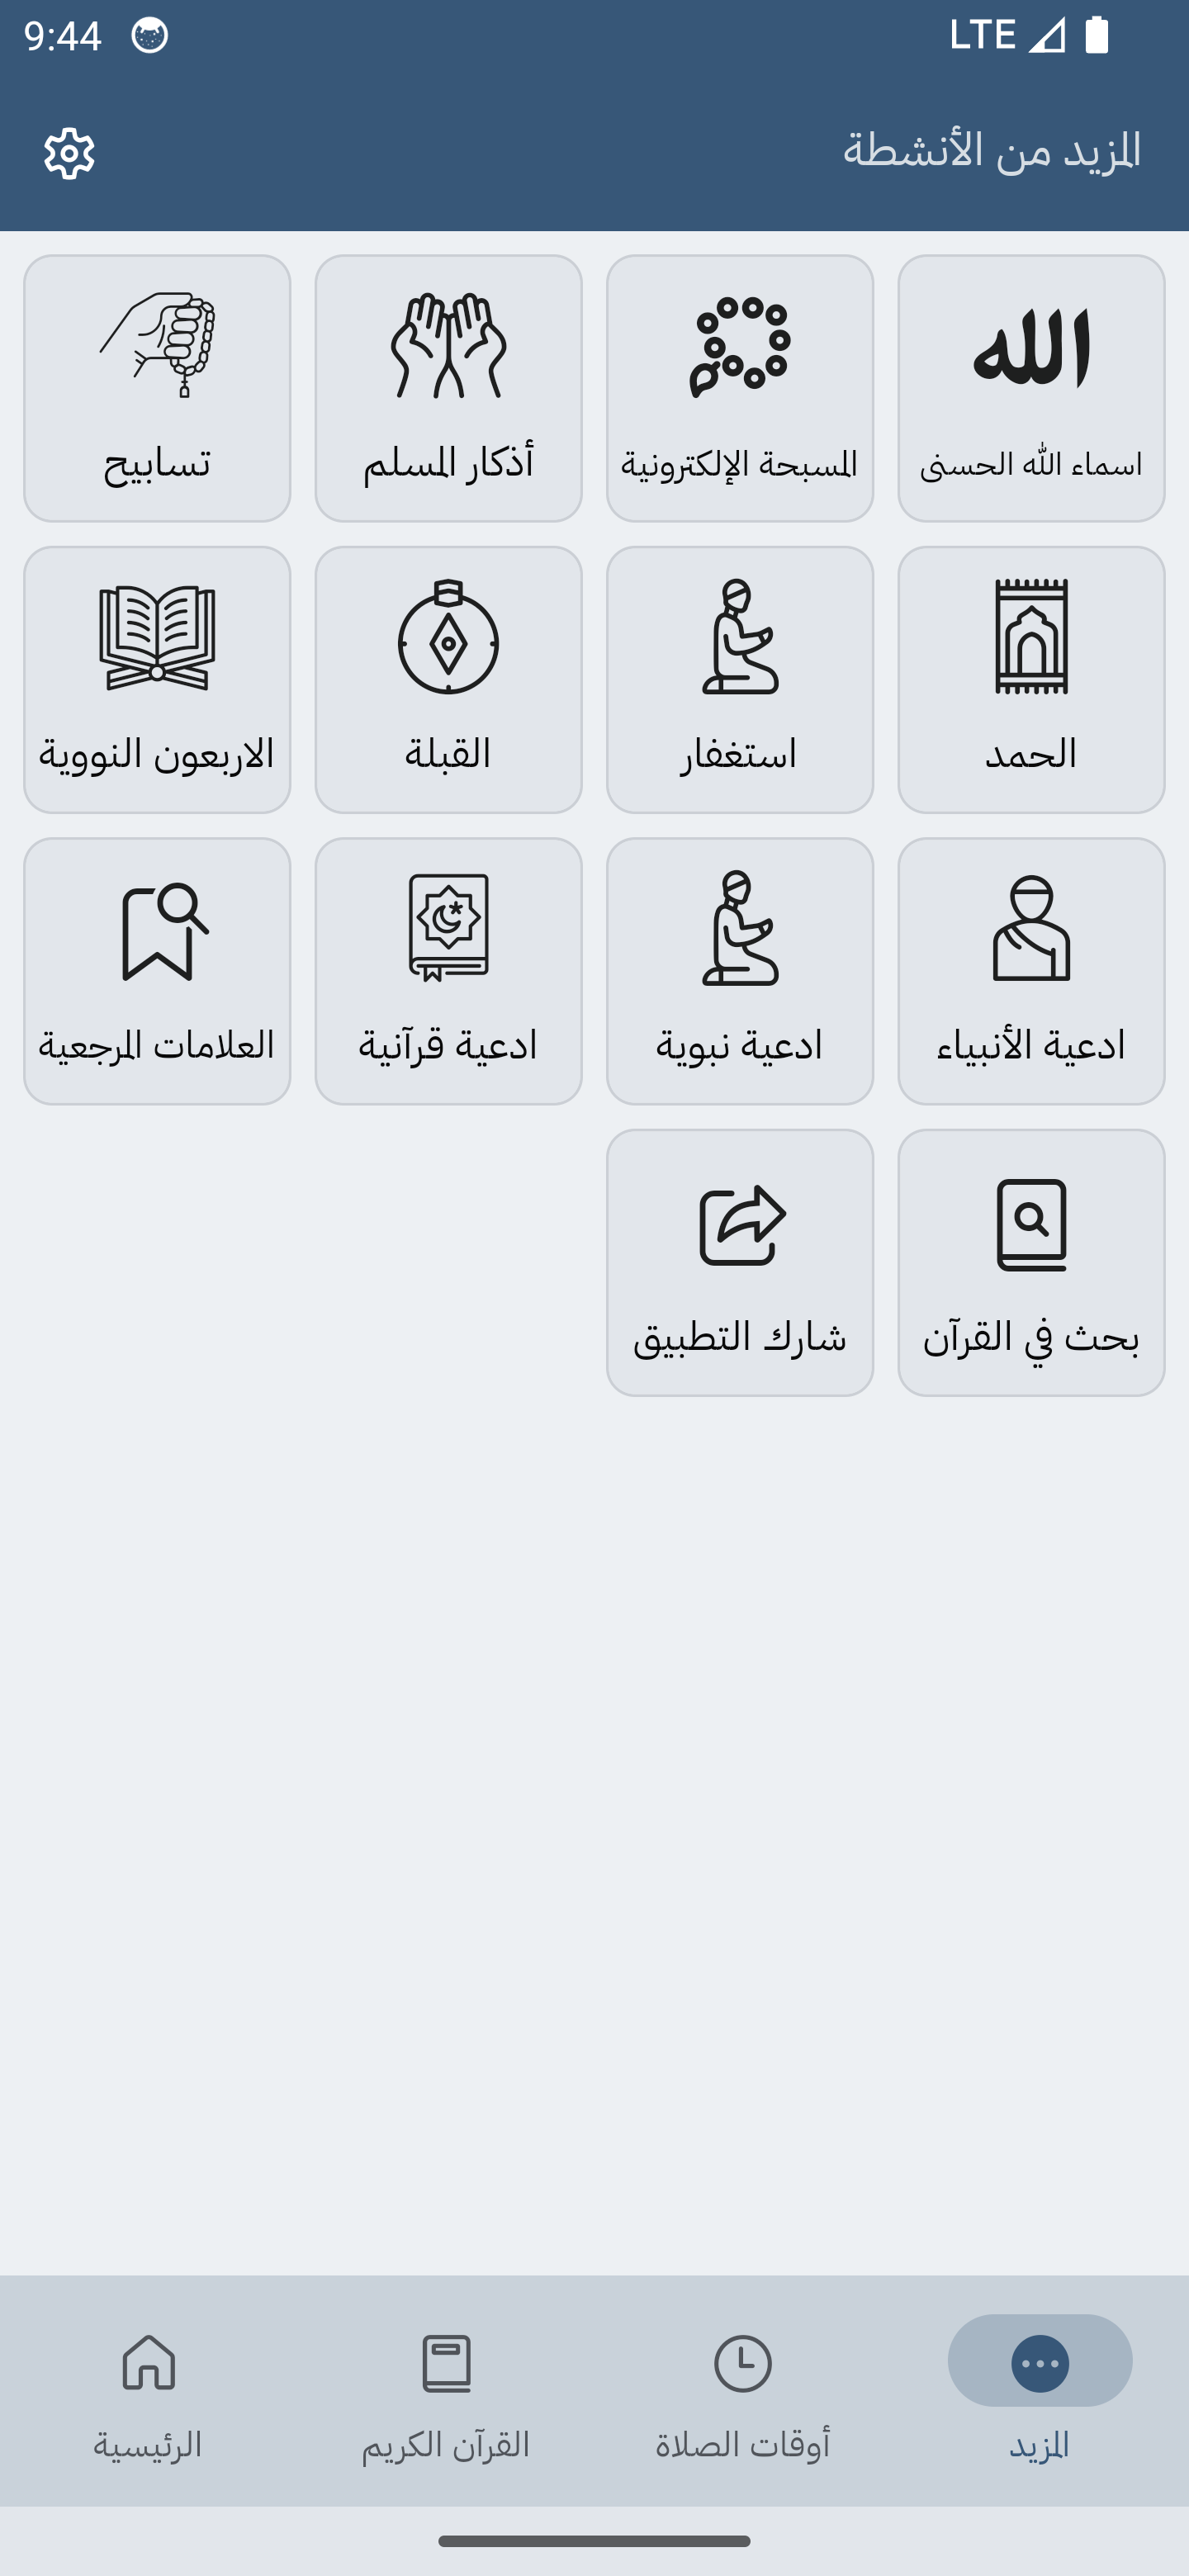 9:44
LTE
المزيد من الأنشطة
الله
اسماء الله الحسنى
المسبحة الإلكترونية
أذكار المسلم
تسابيح
الحمد
استغفار
القبلة
الاربعون النووية
ادعية الأنبياء
ادعية نبوية
ادعية قرآنية
العلامات المرجعية
بحث في القرآن
شارك التطبيق
المزيد
أوقات الصلاة
القرآن الكريم
الرئيسية